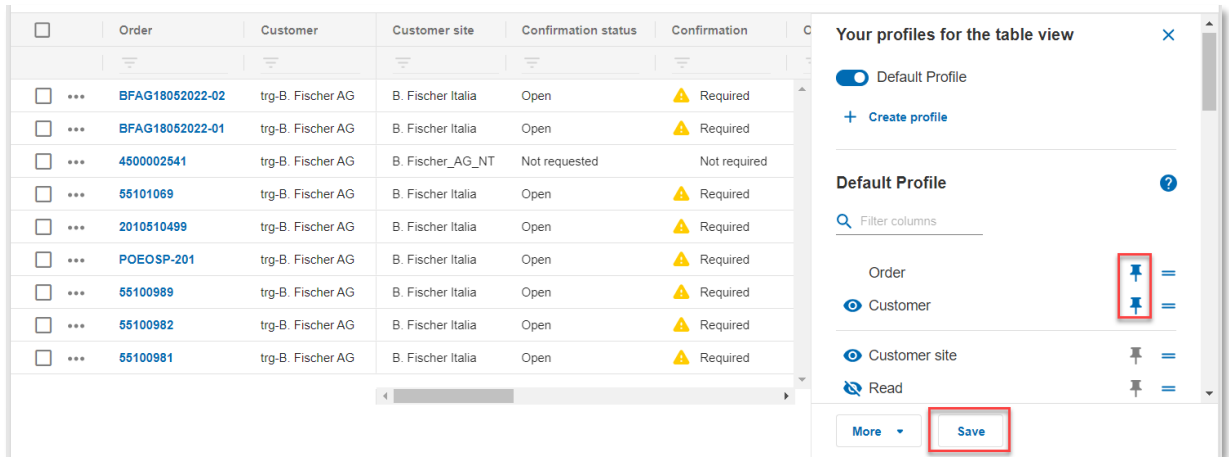 Order Customer Customer site Confirmation status Confirmation
BFAG18052022-02 trg-B. Fischer AG B. Fischer Italia Open Required
BFAG18052022-01 trg-B. Fischer AG B. Fischer Italia Open Required
4500002541 trg-B. Fischer AG B. Fischer_AG_NT Not requested Not required
55101069 trg-B. Fischer AG B. Fischer Italia Open Required
2010510499 trg-B. Fischer AG B. Fischer Italia Open Required
POEOSP-201 trg-B. Fischer AG B. Fischer Italia Open Required
55100989 trg-B. Fischer AG B. Fischer Italia Open Required
55100982 trg-B. Fischer AG B. Fischer Italia Open Required
55100981 trg-B. Fischer AG B. Fischer Italia Open Required
Your profiles for the table view
Default Profile
Create profile
Default Profile
Filter columns
Order
Customer
Customer site
Read
More Save